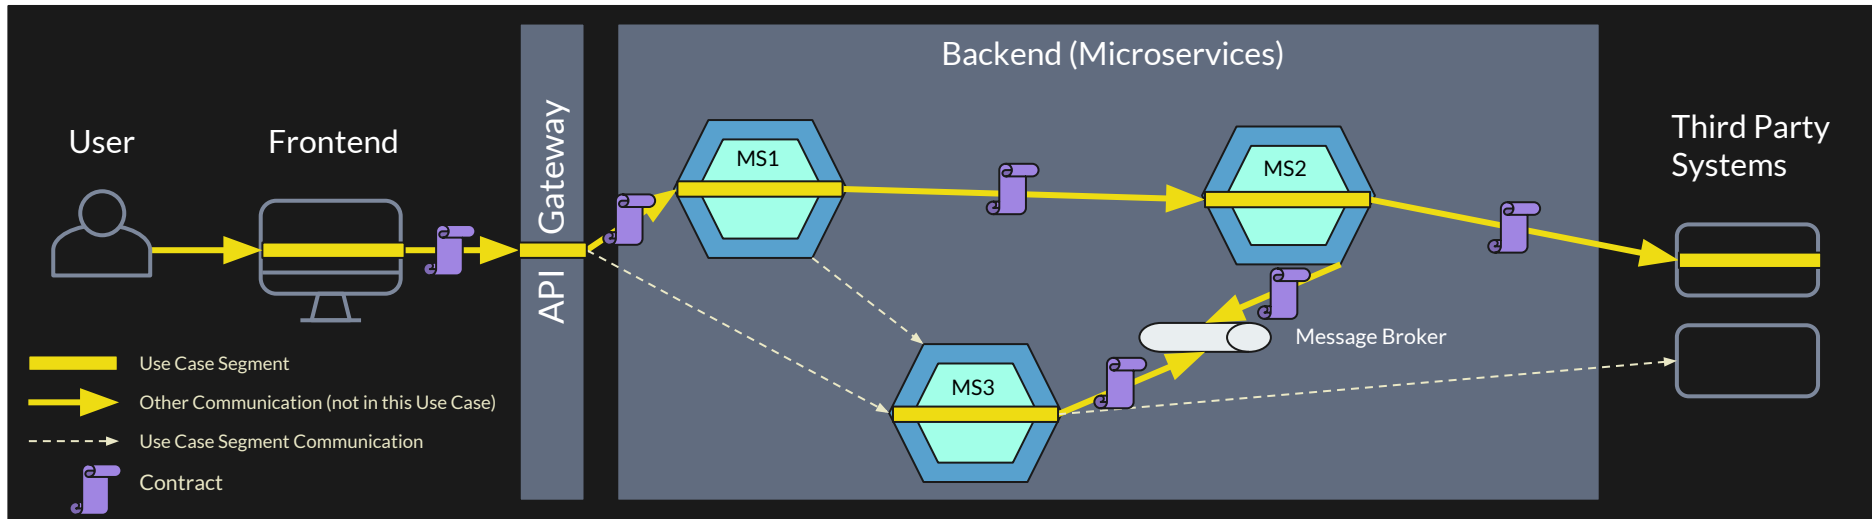 Backend (Microservices)
User
Frontend
API Gateway
MS1
MS2
Third Party
Systems
Message Broker
MS3
Use Case Segment
Other Communication (not in this Use Case)
Use Case Segment Communication
Contract